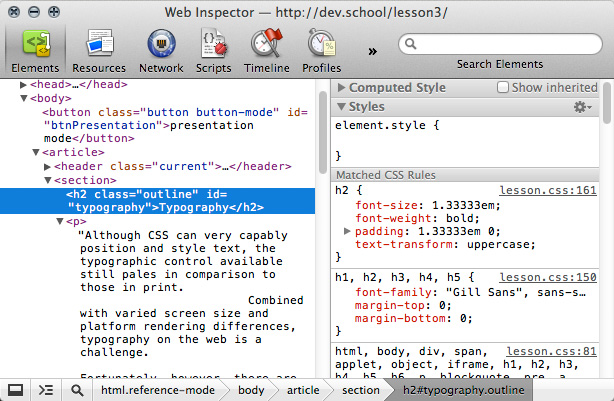 Web Inspector — http://dev.school/lesson3/
Elements Resources Network Scripts Timeline Profiles » Search Elements
▶<head>…</head>
▼<body>
<button class="button button-mode" id=
"btnPresentation">presentation
mode</button>
▼<article>
▶<header class="current">…</header>
▼<section>
<h2 class="outline" id=
"typography">Typography</h2>
▼<p>
"Although CSS can very capably
position and style text, the
typographic control available
still pales in comparison to
those in print.
Combined
with varied screen size and
platform rendering differences,
typography on the web is a
challenge.
Fortunately, however, there are
▶ Computed Style Show inherited
▼ Styles
element.style {
}
Matched CSS Rules
h2 { lesson.css:161
font-size: 1.33333em;
font-weight: bold;
▶ padding: 1.33333em 0;
text-transform: uppercase;
}
h1, h2, h3, h4, h5 { lesson.css:150
font-family: "Gill Sans", sans-s…
margin-top: 0;
margin-bottom: 0;
}
html, body, div, span, lesson.css:81
applet, object, iframe, h1, h2, h3,
h4, h5, h6, p, blockquote, pre, a,
html.reference-mode body article section h2#typography.outline